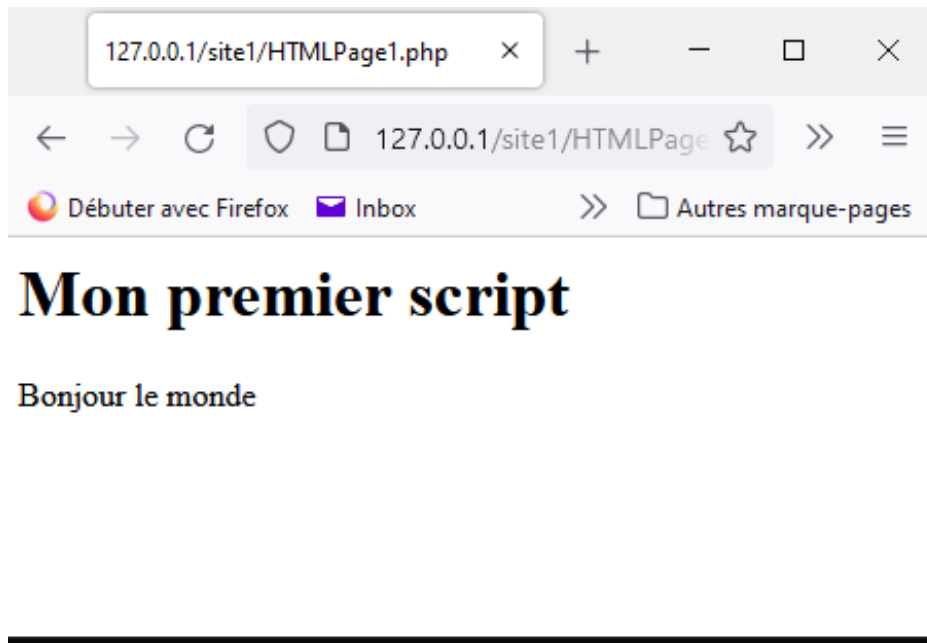 127.0.0.1/site1/HTMLPage1.php
127.0.0.1/site1/HTMLPage
Débuter avec Firefox Inbox Autres marque-pages
Mon premier script
Bonjour le monde